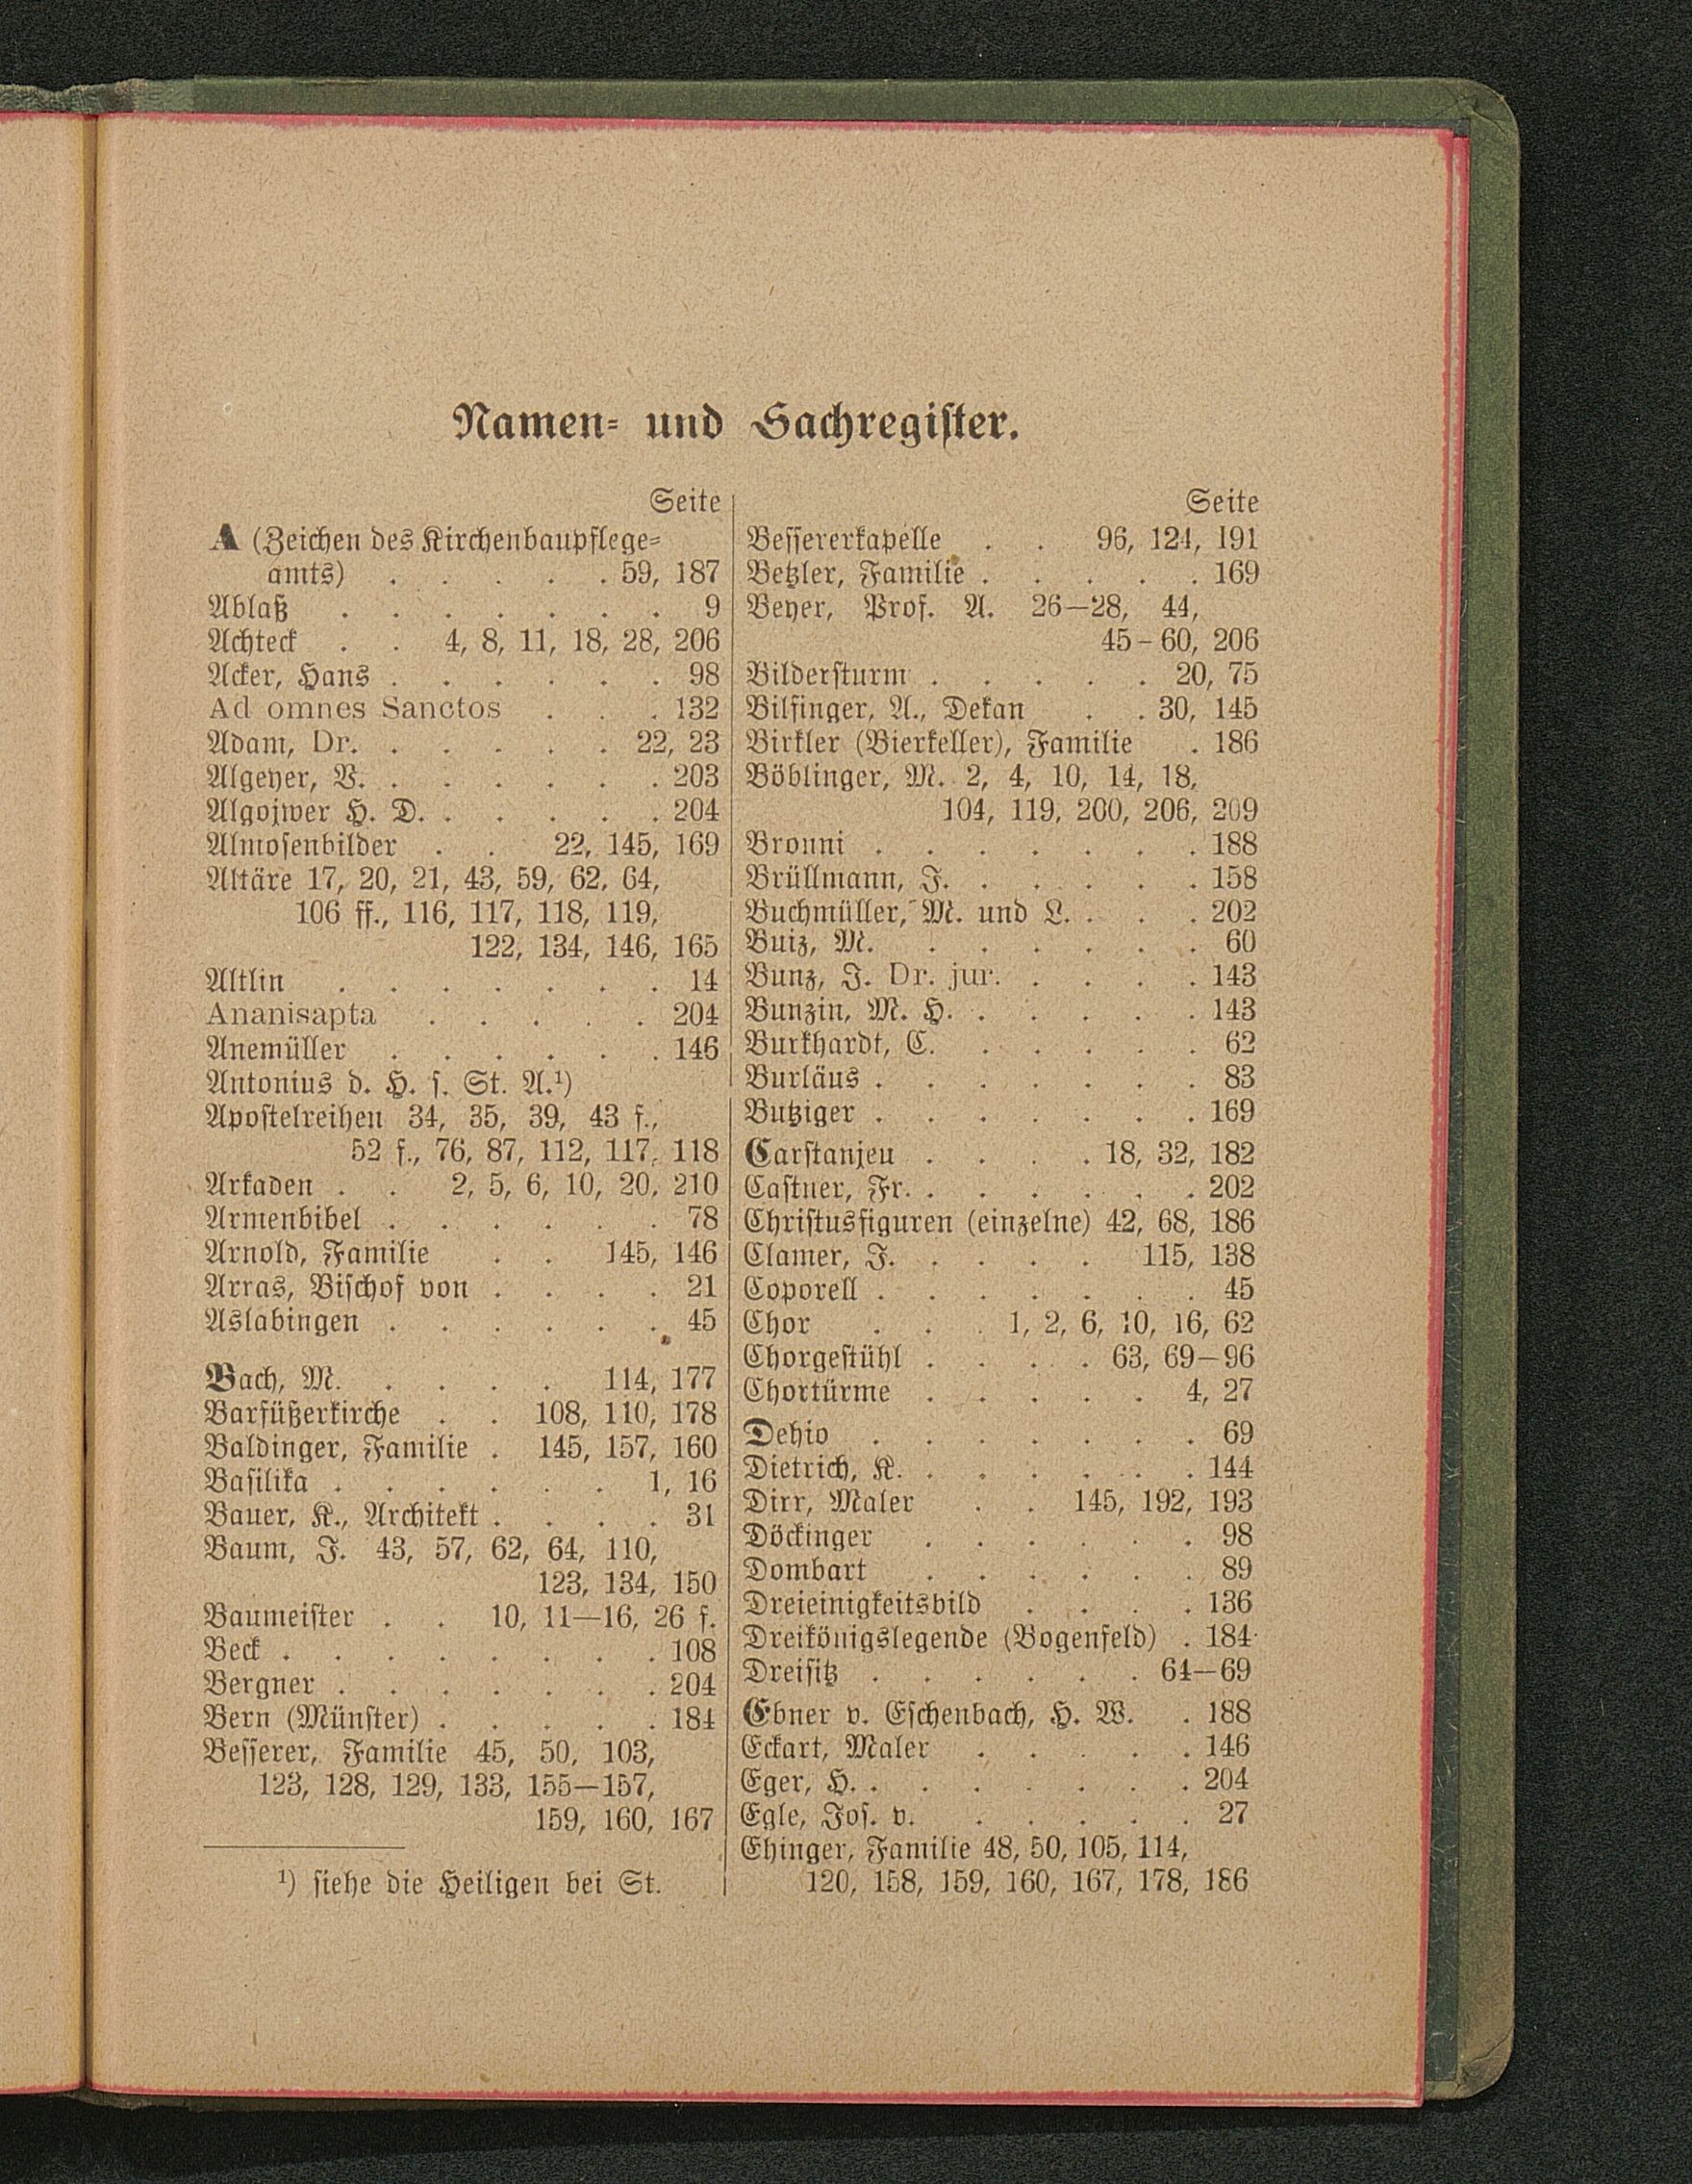 Namen- und Sachregister.
Seite
A (Zeichen des Kirchenbaupflege-
amts) . . . . . 59, 187
Ablaß . . . . . . . 9
Achteck . . 4, 8, 11, 18, 28, 206
Acker, Hans . . . . . . 98
Ad omnes Sanctos . . . 132
Adam, Dr. . . . . . 22, 23
Algeyer, V. . . . . . . 203
Algöjwer H. D. . . . . . 204
Almosenbilder . . 22, 145, 169
Altäre 17, 20, 21, 43, 59, 62, 64,
106 ff., 116, 117, 118, 119,
122, 134, 146, 165
Altlin . . . . . . . 14
Ananisapta . . . . . 204
Anemüller . . . . . . 146
Antonius d. H. s. St. A.¹)
Apostelreihen 34, 35, 39, 43 f.,
52 f., 76, 87, 112, 117, 118
Arkaden . . 2, 5, 6, 10, 20, 210
Armenbibel . . . . . . 78
Arnold, Familie . . 145, 146
Arras, Bischof von . . . . 21
Aslabingen . . . . . . 45
Bach, M. . . . . 114, 177
Barfüßerkirche . . 108, 110, 178
Baldinger, Familie . 145, 157, 160
Basilika . . . . . . 1, 16
Bauer, K., Architekt . . . . 31
Baum, J. 43, 57, 62, 64, 110,
123, 134, 150
Baumeister . . 10, 11—16, 26 f.
Beck . . . . . . . . 108
Bergner . . . . . . . 204
Bern (Münster) . . . . . 184
Besserer, Familie 45, 50, 103,
123, 128, 129, 133, 155—157,
159, 160, 167
¹) siehe die Heiligen bei St.
Seite
Bessererkapelle . . 96, 124, 191
Betzler, Familie . . . . . 169
Beyer, Prof. A. 26—28, 44,
45-60, 206
Bildersturm . . . . . 20, 75
Bilfinger, A., Dekan . . 30, 145
Birkler (Bierkeller), Familie . 186
Böblinger, M. 2, 4, 10, 14, 18,
104, 119, 200, 206, 209
Bronni . . . . . . . 188
Brüllmann, J. . . . . . 158
Buchmüller, M. und L. . . . 202
Buiz, M. . . . . . . 60
Bunz, J. Dr. jur. . . . . 143
Bunzin, M. H. . . . . . 143
Burkhardt, C. . . . . . 62
Burläus . . . . . . . 83
Butziger . . . . . . . 169
Carstanjen . . . . 18, 32, 182
Castner, Fr. . . . . . . 202
Christusfiguren (einzelne) 42, 68, 186
Clamer, J. . . . . 115, 138
Coporell . . . . . . . 45
Chor . . . 1, 2, 6, 10, 16, 62
Chorgestühl . . . . 63, 69—96
Chortürme . . . . . 4, 27
Dehio . . . . . . . 69
Dietrich, K. . . . . . . 144
Dirr, Maler . . 145, 192, 193
Döckinger . . . . . . 98
Dombart . . . . . . 89
Dreieinigkeitsbild . . . . 136
Dreikönigslegende (Bogenfeld) . 184
Dreisitz . . . . . . 64—69
Ebner v. Eschenbach, H. W. . 188
Eckart, Maler . . . . . 146
Eger, H. . . . . . . . 204
Egle, Jos. v. . . . . . 27
Ehinger, Familie 48, 50, 105, 114,
120, 158, 159, 160, 167, 178, 186